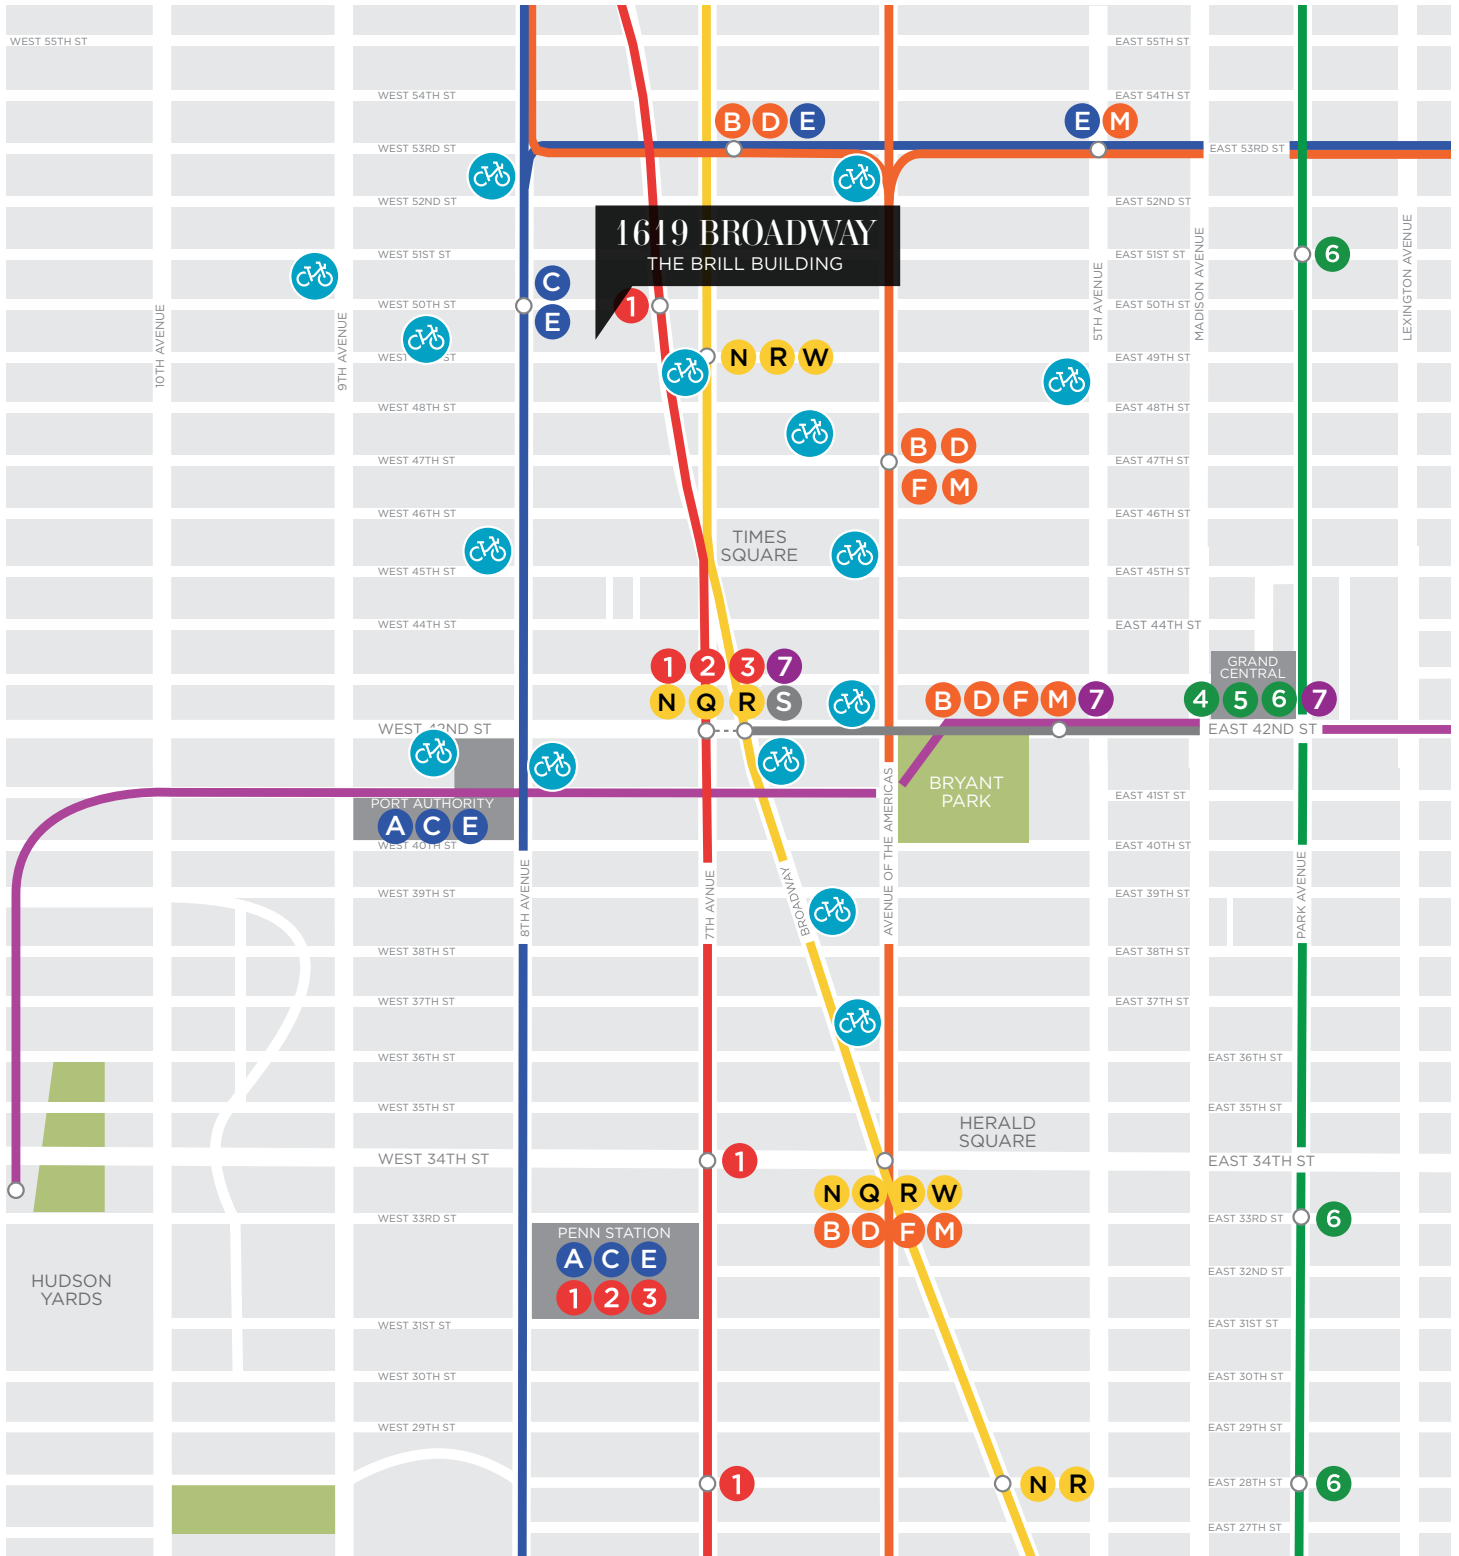 WEST 55TH ST
EAST 55TH ST
WEST 54TH ST
EAST 54TH ST
B D E
E M
WEST 53RD ST
EAST 53RD ST
WEST 52ND ST
EAST 52ND ST
1619 BROADWAY
THE BRILL BUILDING
WEST 51ST ST
EAST 51ST ST
6
C
E
1
WEST 50TH ST
EAST 50TH ST
10TH AVENUE
9TH AVENUE
5TH AVENUE
MADISON AVENUE
LEXINGTON AVENUE
WEST ST
N R W
EAST 49TH ST
WEST 48TH ST
EAST 48TH ST
B D
F M
WEST 47TH ST
EAST 47TH ST
WEST 46TH ST
EAST 46TH ST
TIMES
SQUARE
WEST 45TH ST
EAST 45TH ST
WEST 44TH ST
EAST 44TH ST
1 2 3 7
N Q R S
GRAND
CENTRAL
B D F M 7
4 5 6 7
WEST 42ND ST
EAST 42ND ST
BRYANT
PARK
PORT AUTHORITY
A C E
EAST 41ST ST
WEST 40TH ST
EAST 40TH ST
8TH AVENUE
7TH AVNUE
BROADWAY
AVENUE OF THE AMERICAS
PARK AVENUE
WEST 39TH ST
EAST 39TH ST
WEST 38TH ST
EAST 38TH ST
WEST 37TH ST
EAST 37TH ST
WEST 36TH ST
EAST 36TH ST
WEST 35TH ST
EAST 35TH ST
HERALD
SQUARE
WEST 34TH ST
1
EAST 34TH ST
N Q R W
B D F M
WEST 33RD ST
EAST 33RD ST
6
PENN STATION
A C E
1 2 3
HUDSON
YARDS
EAST 32ND ST
WEST 31ST ST
EAST 31ST ST
WEST 30TH ST
EAST 30TH ST
WEST 29TH ST
EAST 29TH ST
1
N R
EAST 28TH ST
6
EAST 27TH ST